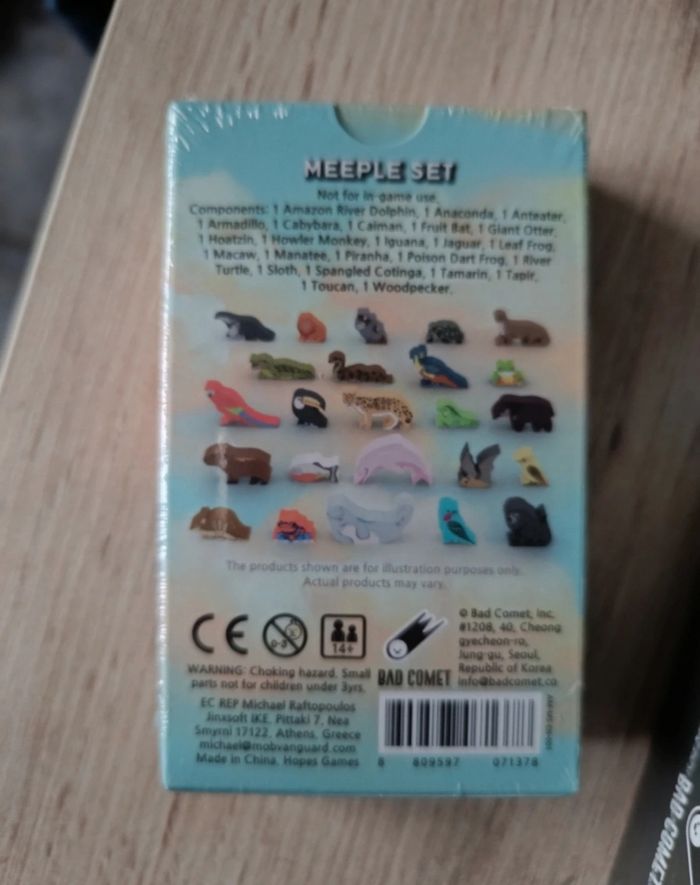 MEEPLE SET
Not for in-game use.
Components: 1 Amazon River Dolphin, 1 Anaconda, 1 Anteater,
1 Armadillo, 1 Cabybara, 1 Caiman, 1 Fruit Bat, 1 Giant Otter,
1 Hoatzin, 1 Howler Monkey, 1 Iguana, 1 Jaguar, 1 Leaf Frog,
1 Macaw, 1 Manatee, 1 Piranha, 1 Poison Dart Frog, 1 River
Turtle, 1 Sloth, 1 Spangled Cotinga, 1 Tamarin, 1 Tapir,
1 Toucan, 1 Woodpecker.
The products shown are for illustration purposes only.
Actual products may vary.
CE
0-3
14+
WARNING: Choking hazard. Small
parts not for children under 3yrs.
BAD COMET
© Bad Comet, Inc.
#1208, 40, Cheong
gyecheon-ro,
Jung-gu, Seoul,
Republic of Korea
info@badcomet.co
EC REP Michael Raftopoulos
Jinxsoft IKE, Pittaki 7, Nea
Smyrni 17122, Athens, Greece
michael@mobvanguard.com
Made in China. Hopes Games
8 809597 071378
BAD COMET